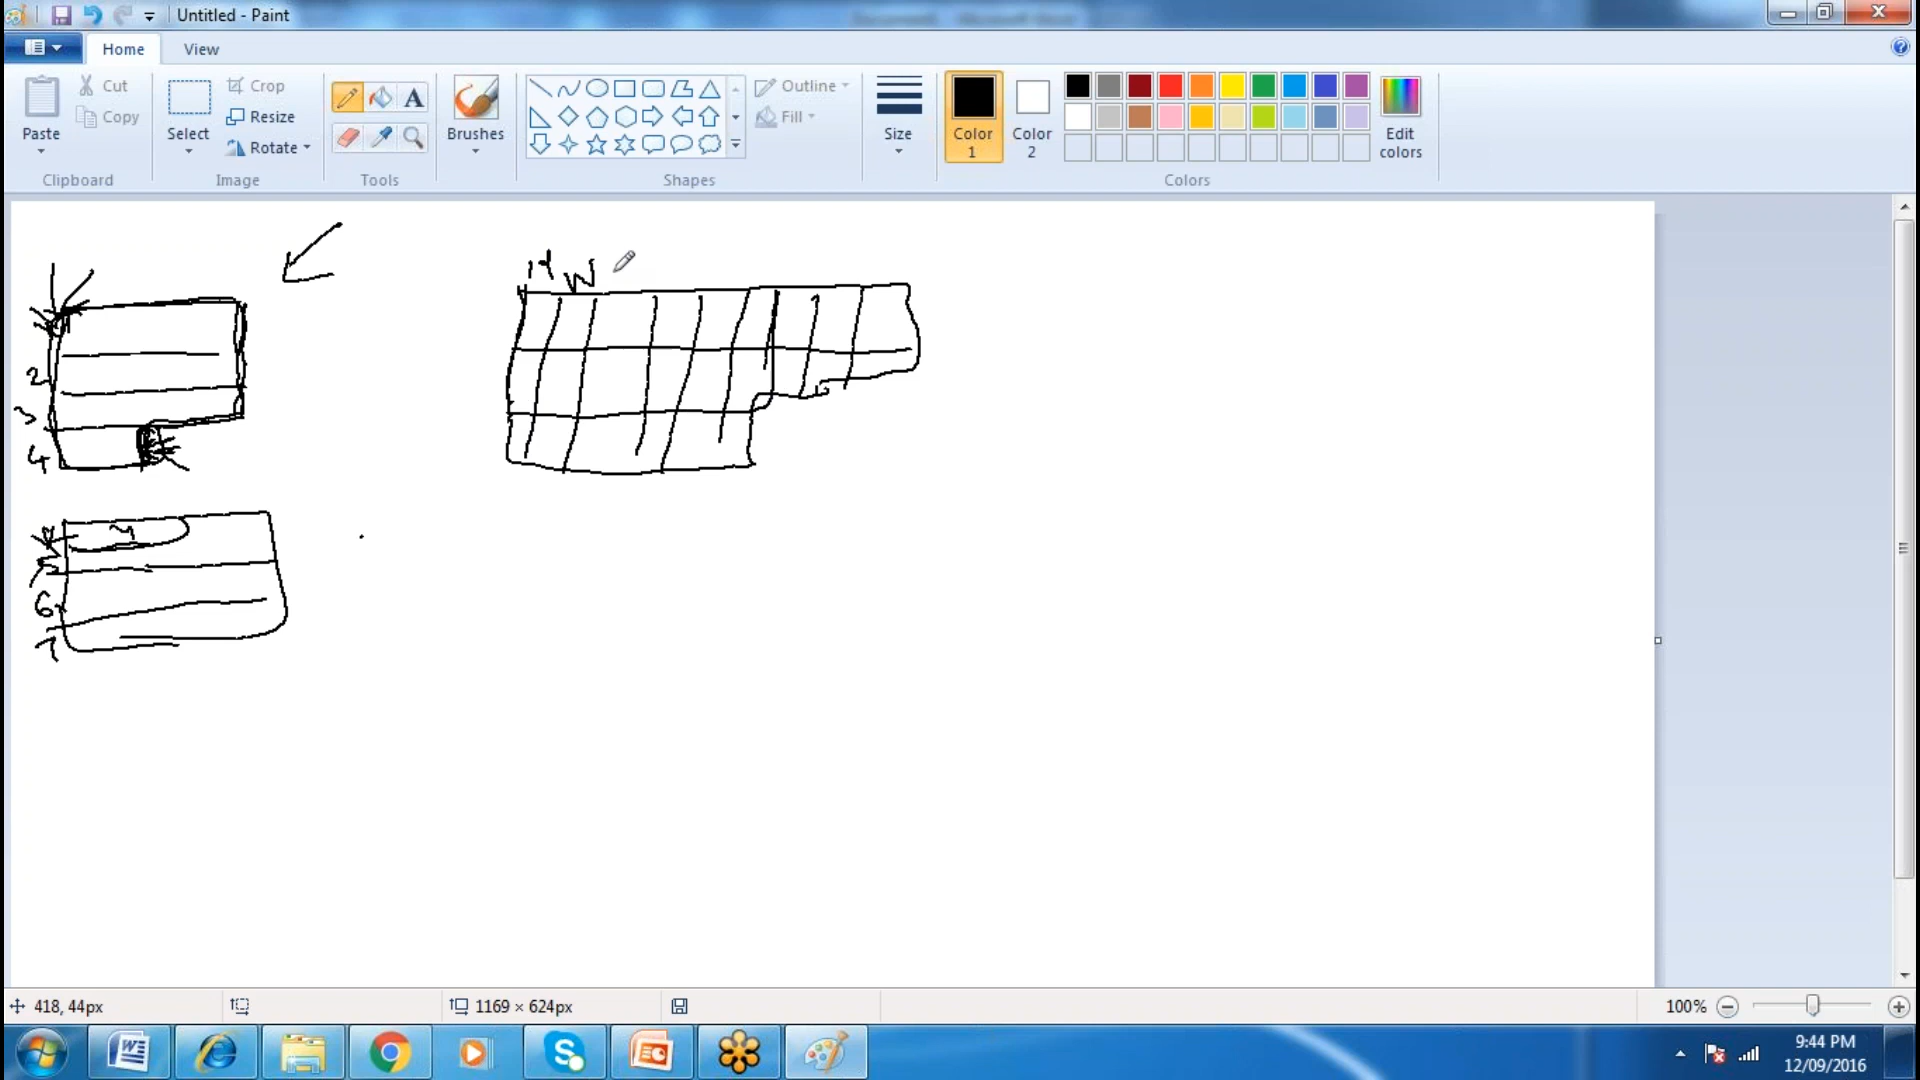 Untitled - Paint
Home View
Cut
Copy
Paste
Clipboard
Crop
Resize
Rotate
Select
Image
A
Tools
Brushes
Shapes
Outline
Fill
Size
Color 1
Color 2
Edit colors
Colors
W
2
3
4
6
7
418, 44px
1169 × 624px
100%
9:44 PM
12/09/2016